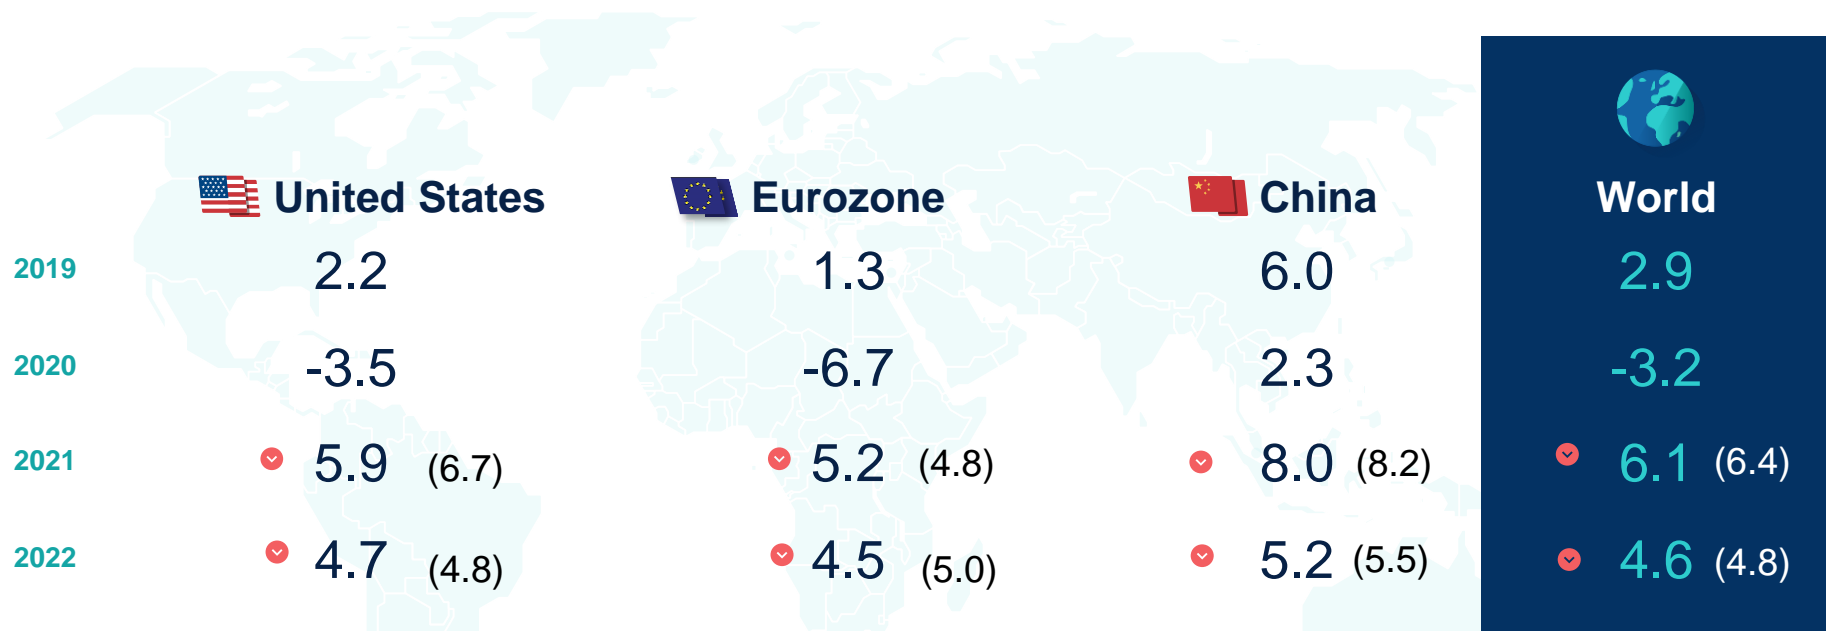 United States Eurozone China World
2019 2.2 1.3 6.0 2.9
2020 -3.5 -6.7 2.3 -3.2
2021 5.9 (6.7) 5.2 (4.8) 8.0 (8.2) 6.1 (6.4)
2022 4.7 (4.8) 4.5 (5.0) 5.2 (5.5) 4.6 (4.8)